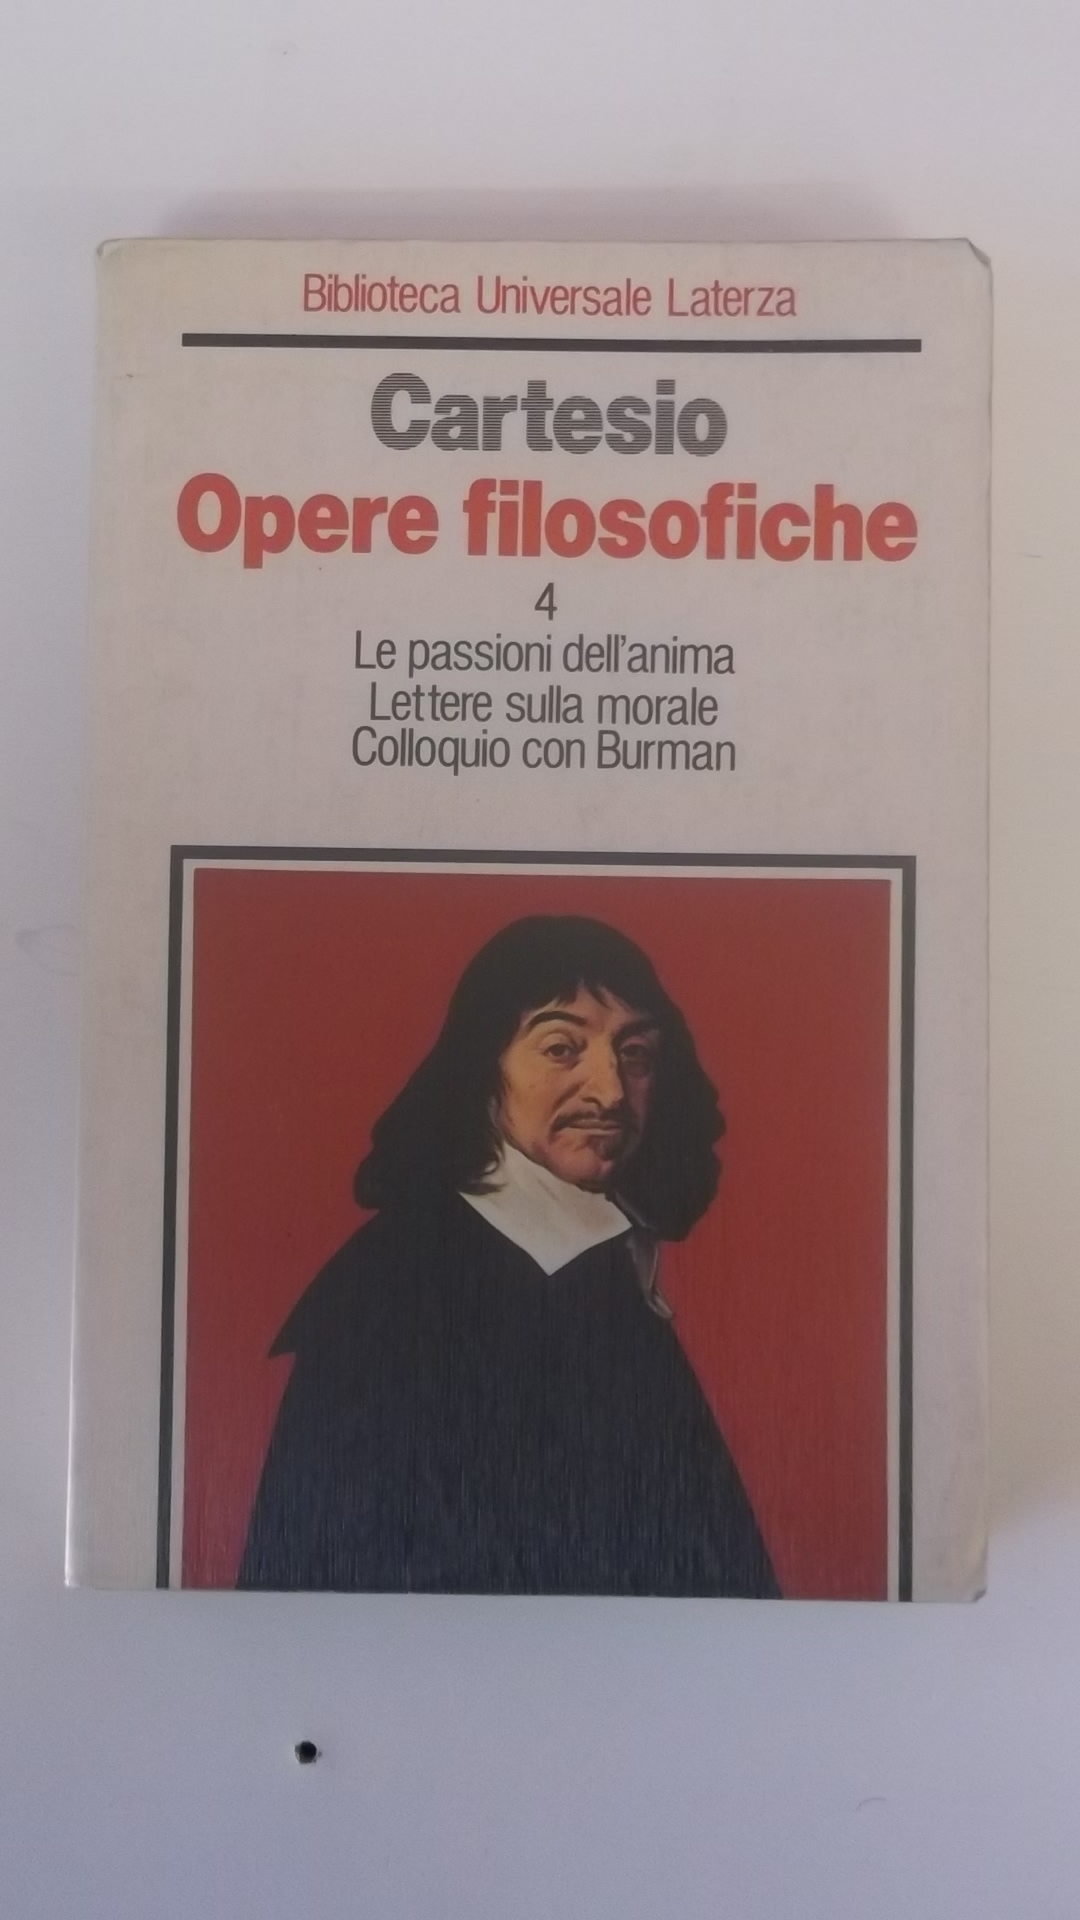 Biblioteca Universale Laterza
Cartesio
Opere filosofiche
4
Le passioni dell'anima
Lettere sulla morale
Colloquio con Burman